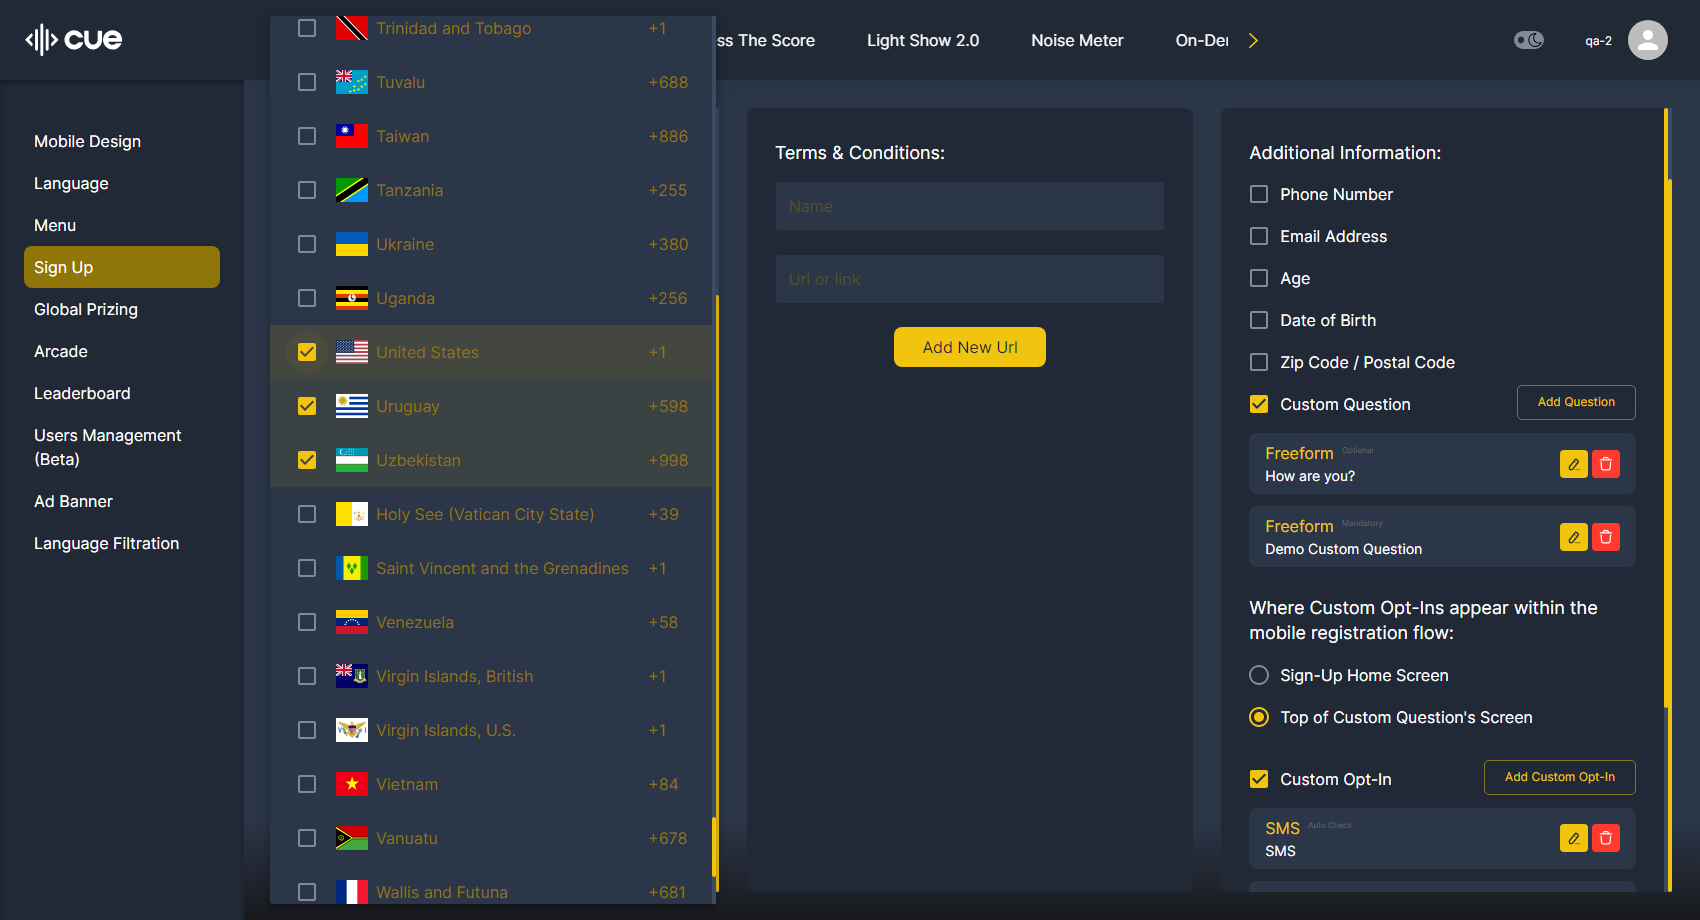 cue
ss The Score
Light Show 2.0
Noise Meter
On-De
qa-2
Mobile Design
Language
Menu
Sign Up
Global Prizing
Arcade
Leaderboard
Users Management
(Beta)
Ad Banner
Language Filtration
Trinidad and Tobago +1
Tuvalu +688
Taiwan +886
Tanzania +255
Ukraine +380
Uganda +256
United States +1
Uruguay +598
Uzbekistan +998
Holy See (Vatican City State) +39
Saint Vincent and the Grenadines +1
Venezuela +58
Virgin Islands, British +1
Virgin Islands, U.S. +1
Vietnam +84
Vanuatu +678
Wallis and Futuna +681
Terms & Conditions:
Name
Url or link
Add New Url
Additional Information:
Phone Number
Email Address
Age
Date of Birth
Zip Code / Postal Code
Custom Question
Add Question
Freeform Optional
How are you?
Freeform Mandatory
Demo Custom Question
Where Custom Opt-Ins appear within the
mobile registration flow:
Sign-Up Home Screen
Top of Custom Question's Screen
Custom Opt-In
Add Custom Opt-In
SMS Auto Check
SMS